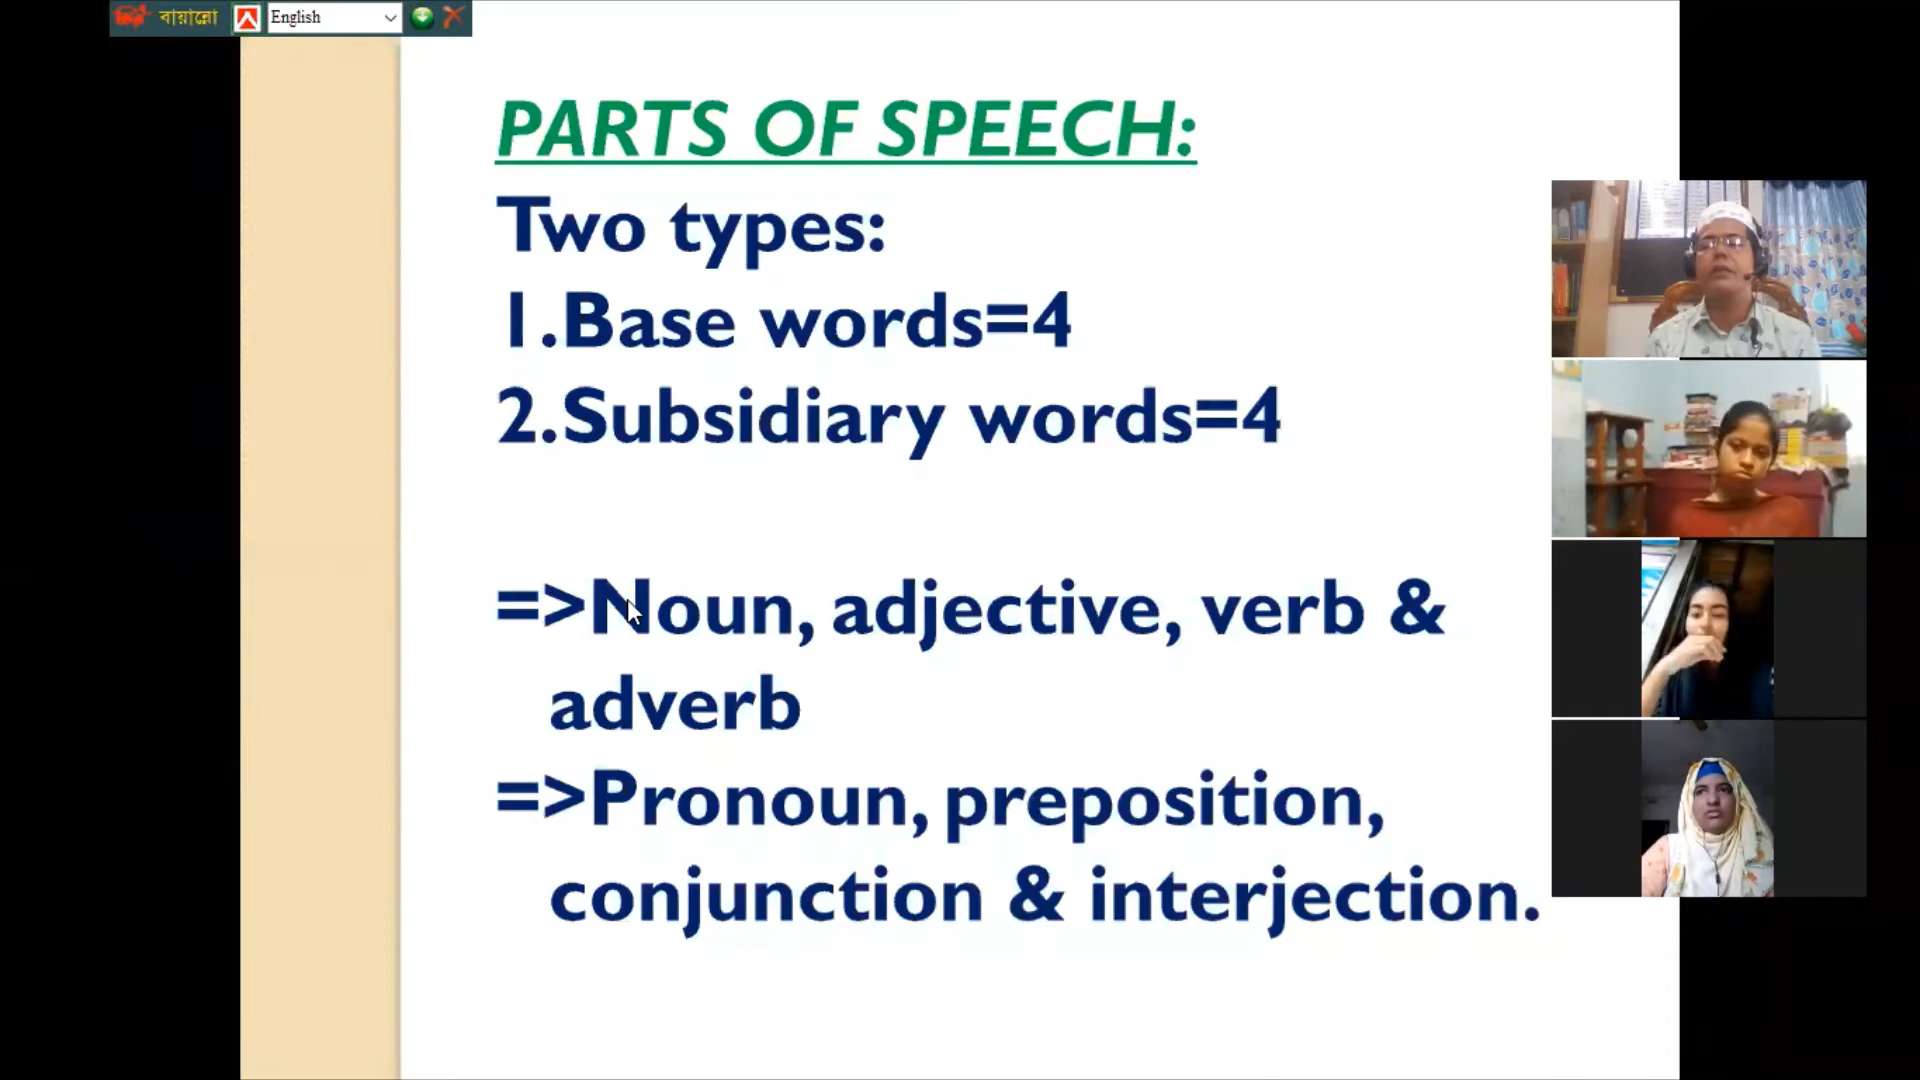 বায়ান্নো English
PARTS OF SPEECH:
Two types:
1.Base words=4
2.Subsidiary words=4
=>Noun, adjective, verb &
adverb
=>Pronoun, preposition,
conjunction & interjection.